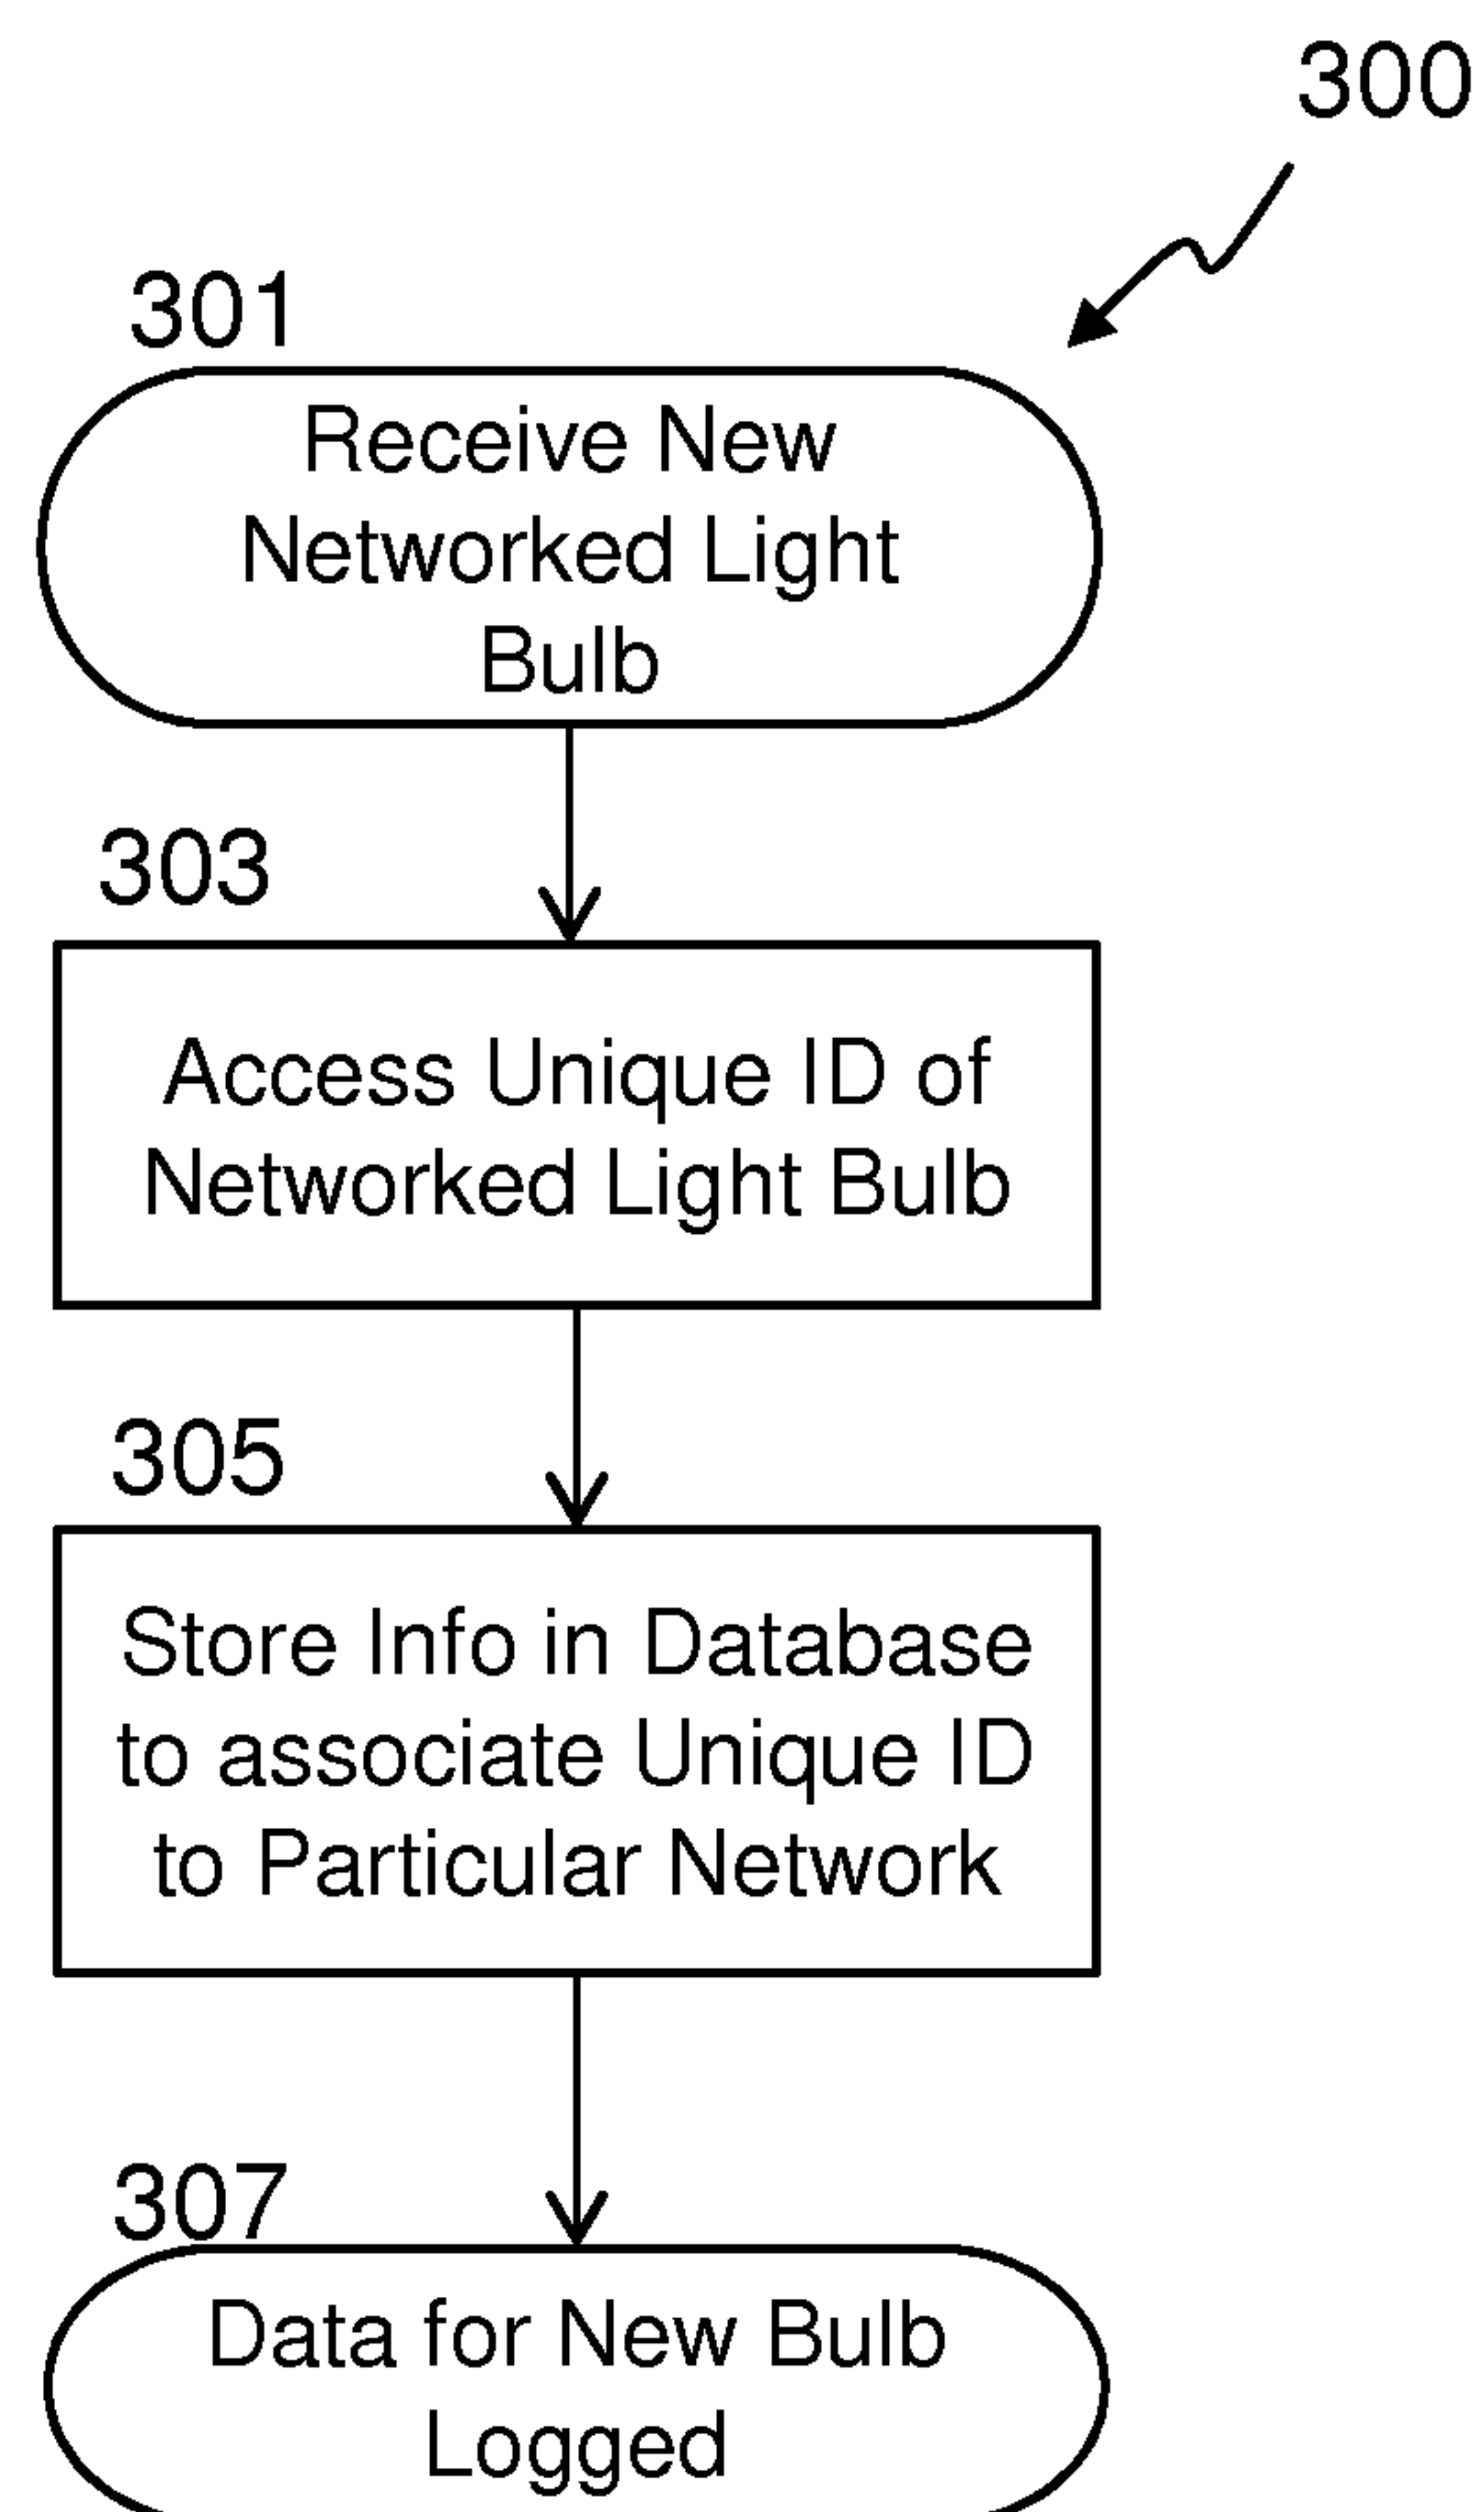 300
301
Receive New
Networked Light
Bulb
303
Access Unique ID of
Networked Light Bulb
305
Store Info in Database
to associate Unique ID
to Particular Network
307
Data for New Bulb
Logged